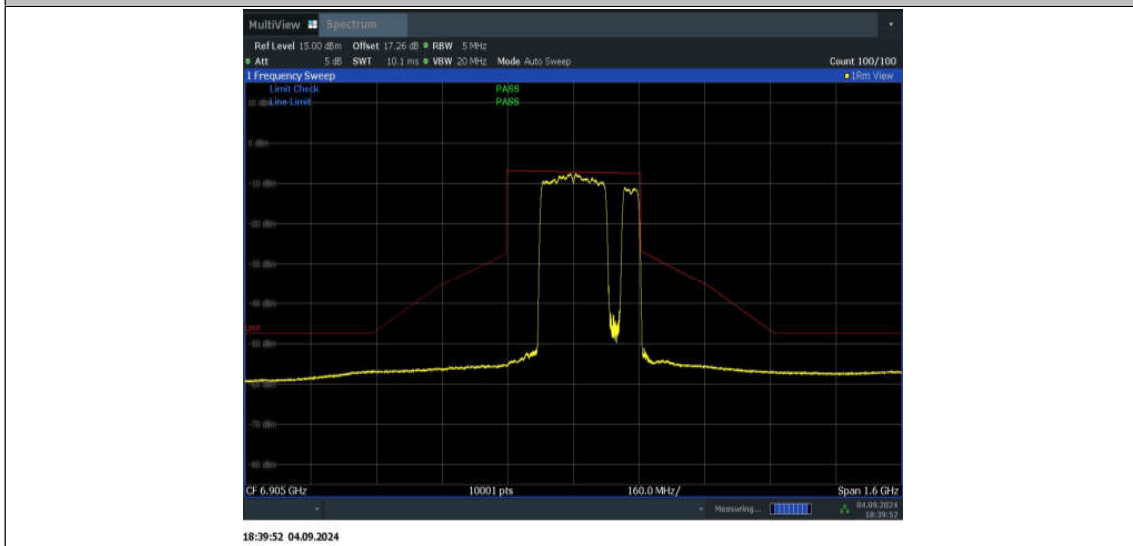 MultiView Spectrum
Ref Level 15.00 dBm Offset 17.26 dB RBW 5 MHz
Att 5 dB SWT 10.1 ms VBW 20 MHz Mode Auto Sweep Count 100/100
1 Frequency Sweep 1Rm View
Limit Check PASS
10 dBm Line Limit PASS
0 dBm
-10 dBm
-20 dBm
-30 dBm
-40 dBm
-50 dBm
-70 dBm
-80 dBm
CF 6.905 GHz 10001 pts 160.0 MHz/ Span 1.6 GHz
Measuring... 04.09.2024
18:39:52
18:39:52 04.09.2024